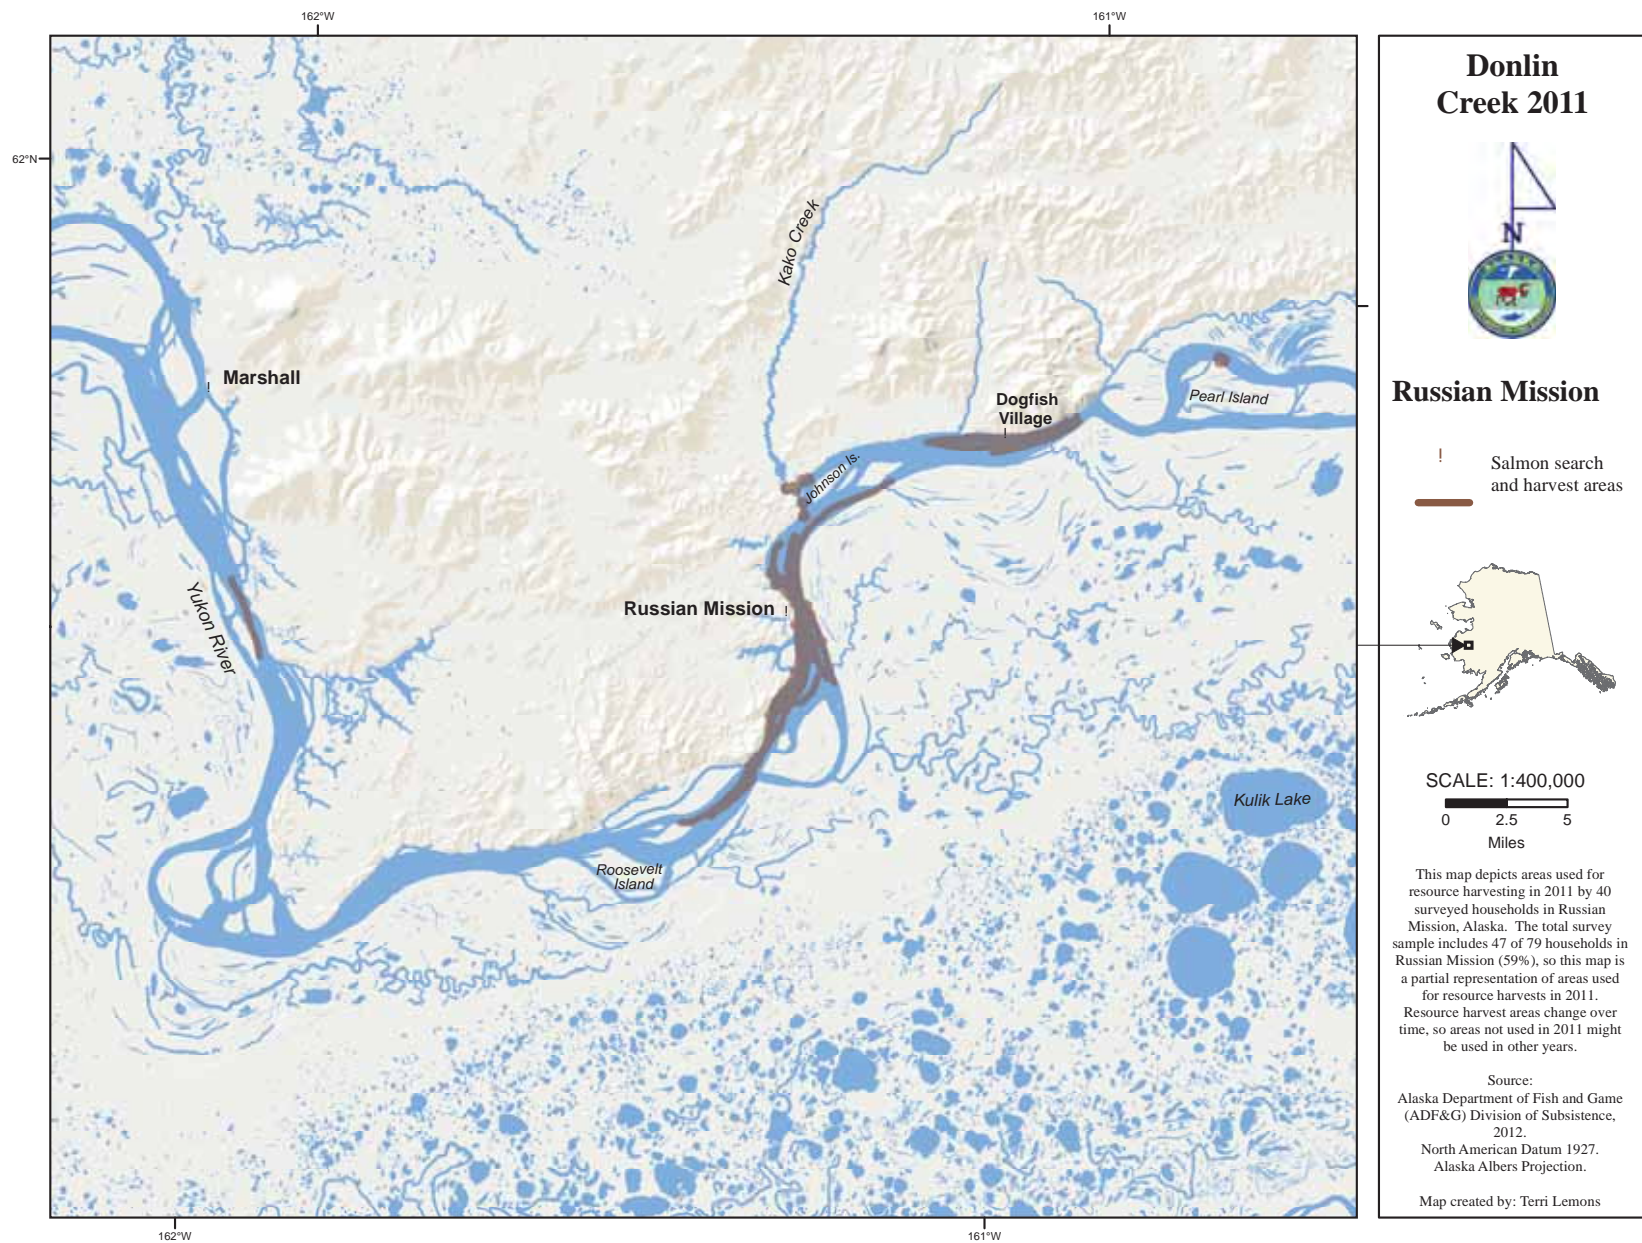 162°W
161°W
62°N
Kako Creek
Marshall
!
Dogfish
Village
!
Pearl Island
Johnson Is.
Yukon River
Russian Mission
!
Kulik Lake
Roosevelt
Island
162°W
161°W
Donlin
Creek 2011
N
ALASKA
Russian Mission
!
Salmon search
and harvest areas
SCALE: 1:400,000
0 2.5 5
Miles
This map depicts areas used for
resource harvesting in 2011 by 40
surveyed households in Russian
Mission, Alaska. The total survey
sample includes 47 of 79 households in
Russian Mission (59%), so this map is
a partial representation of areas used
for resource harvests in 2011.
Resource harvest areas change over
time, so areas not used in 2011 might
be used in other years.
Source:
Alaska Department of Fish and Game
(ADF&G) Division of Subsistence,
2012.
North American Datum 1927.
Alaska Albers Projection.
Map created by: Terri Lemons